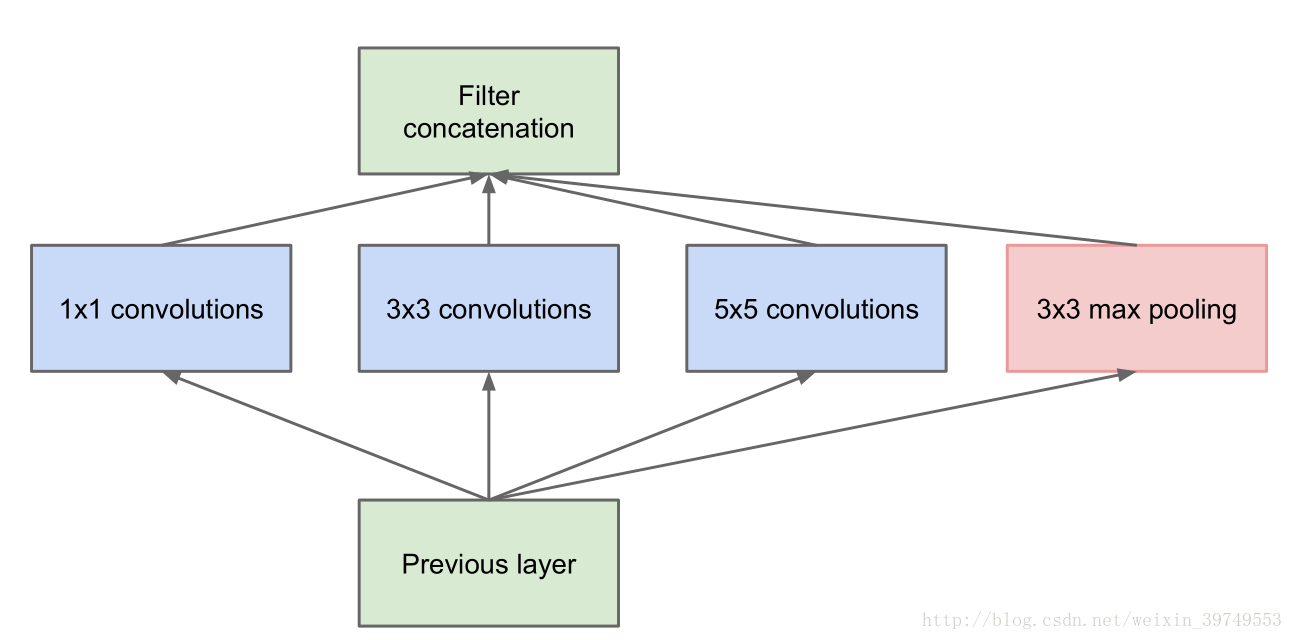 Filter
concatenation
1x1 convolutions
3x3 convolutions
5x5 convolutions
3x3 max pooling
Previous layer
http://blog.csdn.net/weixin_39749553